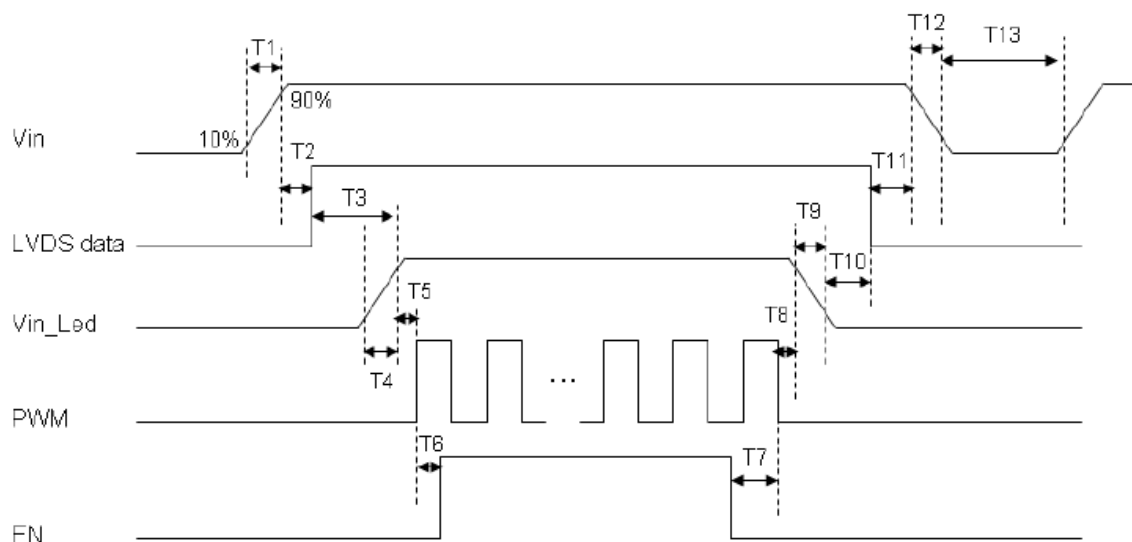 T1
T12
T13
90%
Vin
10%
T2
T11
T3
T9
LVDS data
T10
T5
Vin_Led
T8
T4
...
PWM
T6
T7
EN